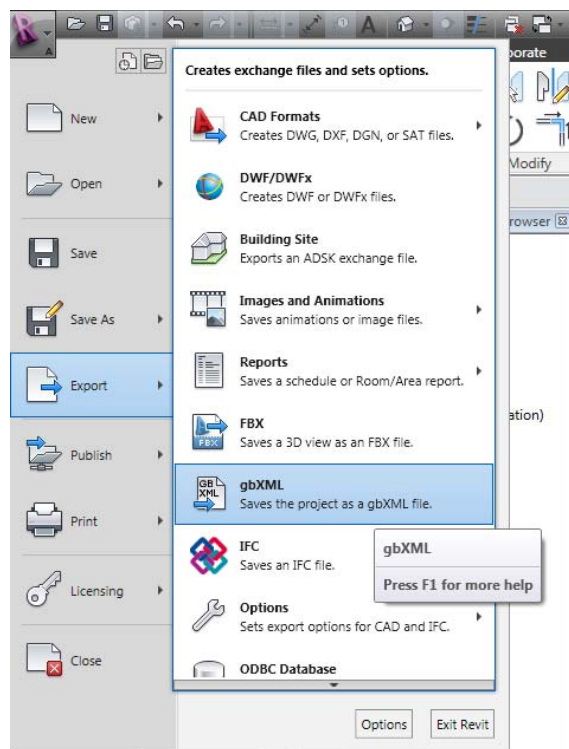 A
porate
Creates exchange files and sets options.
New
CAD Formats
Creates DWG, DXF, DGN, or SAT files.
Modify
Open
DWF/DWFx
Creates DWF or DWFx files.
rowser
Save
Building Site
Exports an ADSK exchange file.
Save As
Images and Animations
Saves animations or image files.
Export
Reports
Saves a schedule or Room/Area report.
ation)
FBX
FBX
Saves a 3D view as an FBX file.
Publish
GB
XML
gbXML
Saves the project as a gbXML file.
Print
IFC
Saves an IFC file.
gbXML
Press F1 for more help
Licensing
Options
Sets export options for CAD and IFC.
Close
ODBC Database
Options
Exit Revit